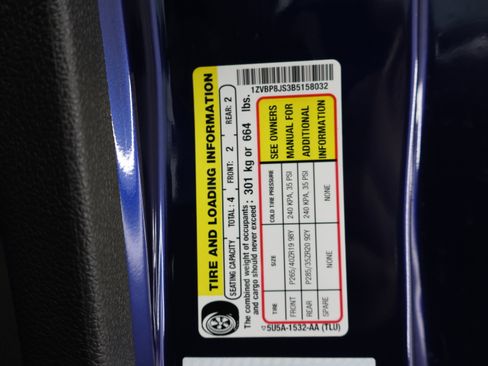 1ZVBP8JS3B5158032
TIRE AND LOADING INFORMATION
SEATING CAPACITY TOTAL: 4 FRONT: 2 REAR: 2
The combined weight of occupants and cargo should never exceed : 301 kg or 664 lbs.
TIRE SIZE COLD TIRE PRESSURE
FRONT P265/40ZR19 98Y 240 KPA, 35 PSI
REAR P285/35ZR20 92Y 240 KPA, 35 PSI
SPARE NONE NONE
SEE OWNERS
MANUAL FOR
ADDITIONAL
INFORMATION
5U5A-1532-AA (TLU)